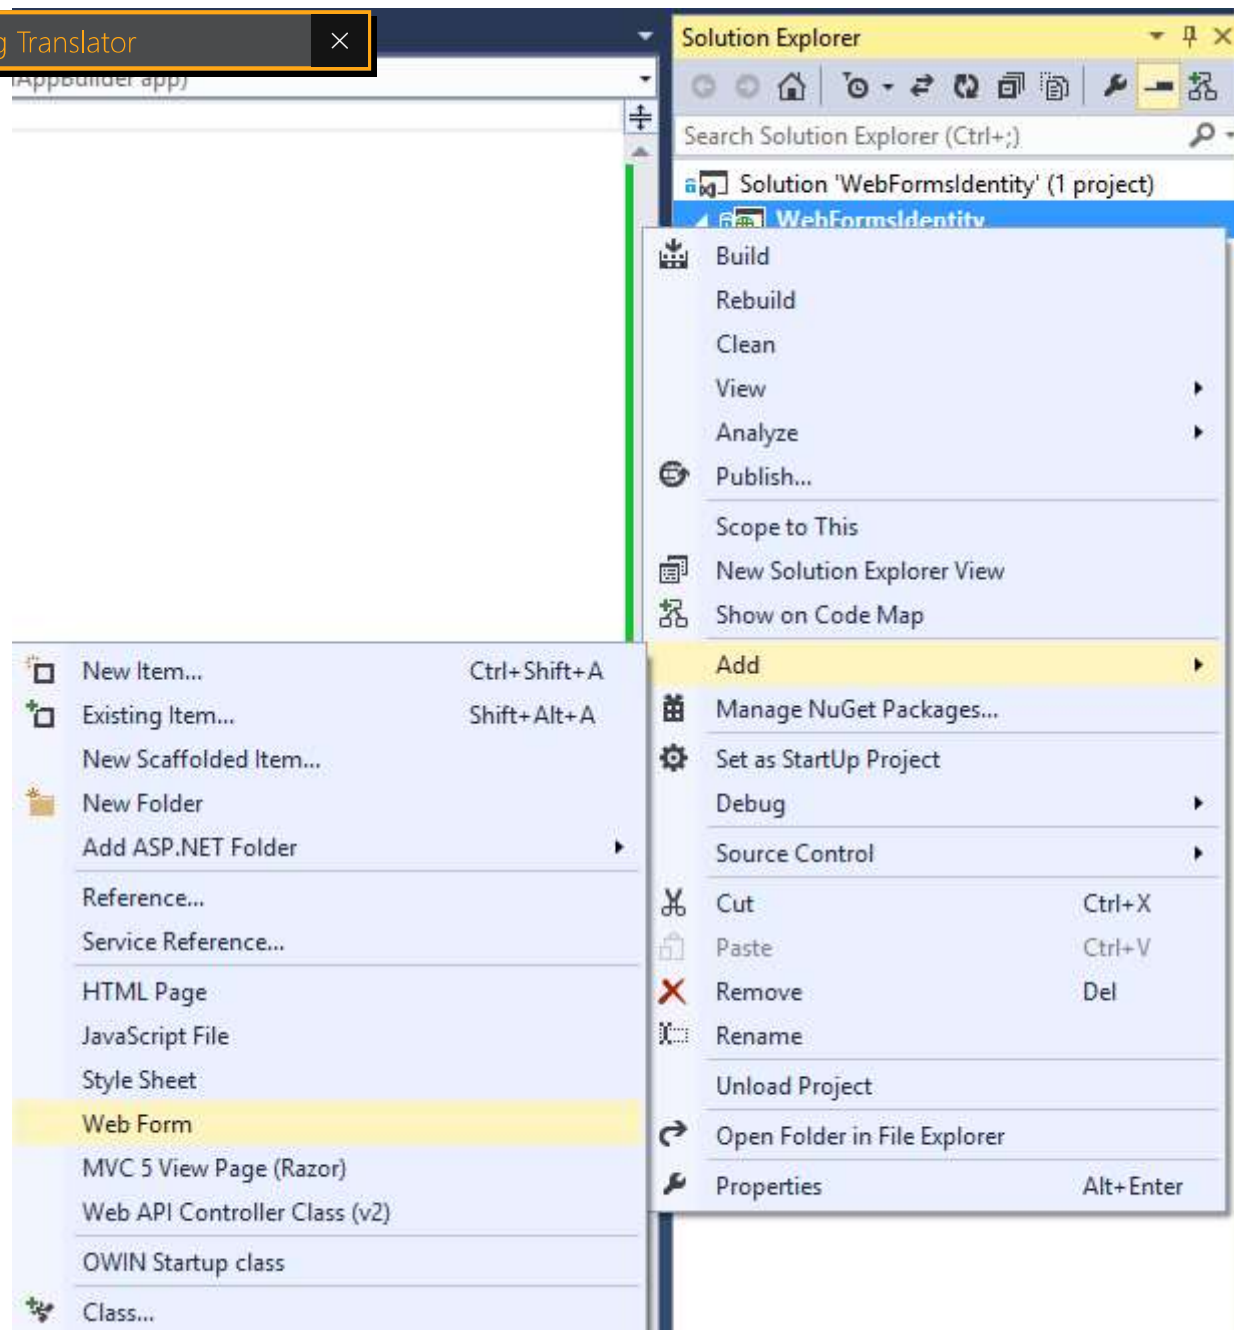 Translator
Solution Explorer
AppBuilder app)
Search Solution Explorer (Ctrl+;)
Solution 'WebFormsIdentity' (1 project)
WebFormsIdentity
Build
Rebuild
Clean
View
Analyze
Publish...
Scope to This
New Solution Explorer View
Show on Code Map
Add
Manage NuGet Packages...
Set as StartUp Project
Debug
Source Control
Cut Ctrl+X
Paste Ctrl+V
Remove Del
Rename
Unload Project
Open Folder in File Explorer
Properties Alt+Enter
New Item... Ctrl+Shift+A
Existing Item... Shift+Alt+A
New Scaffolded Item...
New Folder
Add ASP.NET Folder
Reference...
Service Reference...
HTML Page
JavaScript File
Style Sheet
Web Form
MVC 5 View Page (Razor)
Web API Controller Class (v2)
OWIN Startup class
Class...